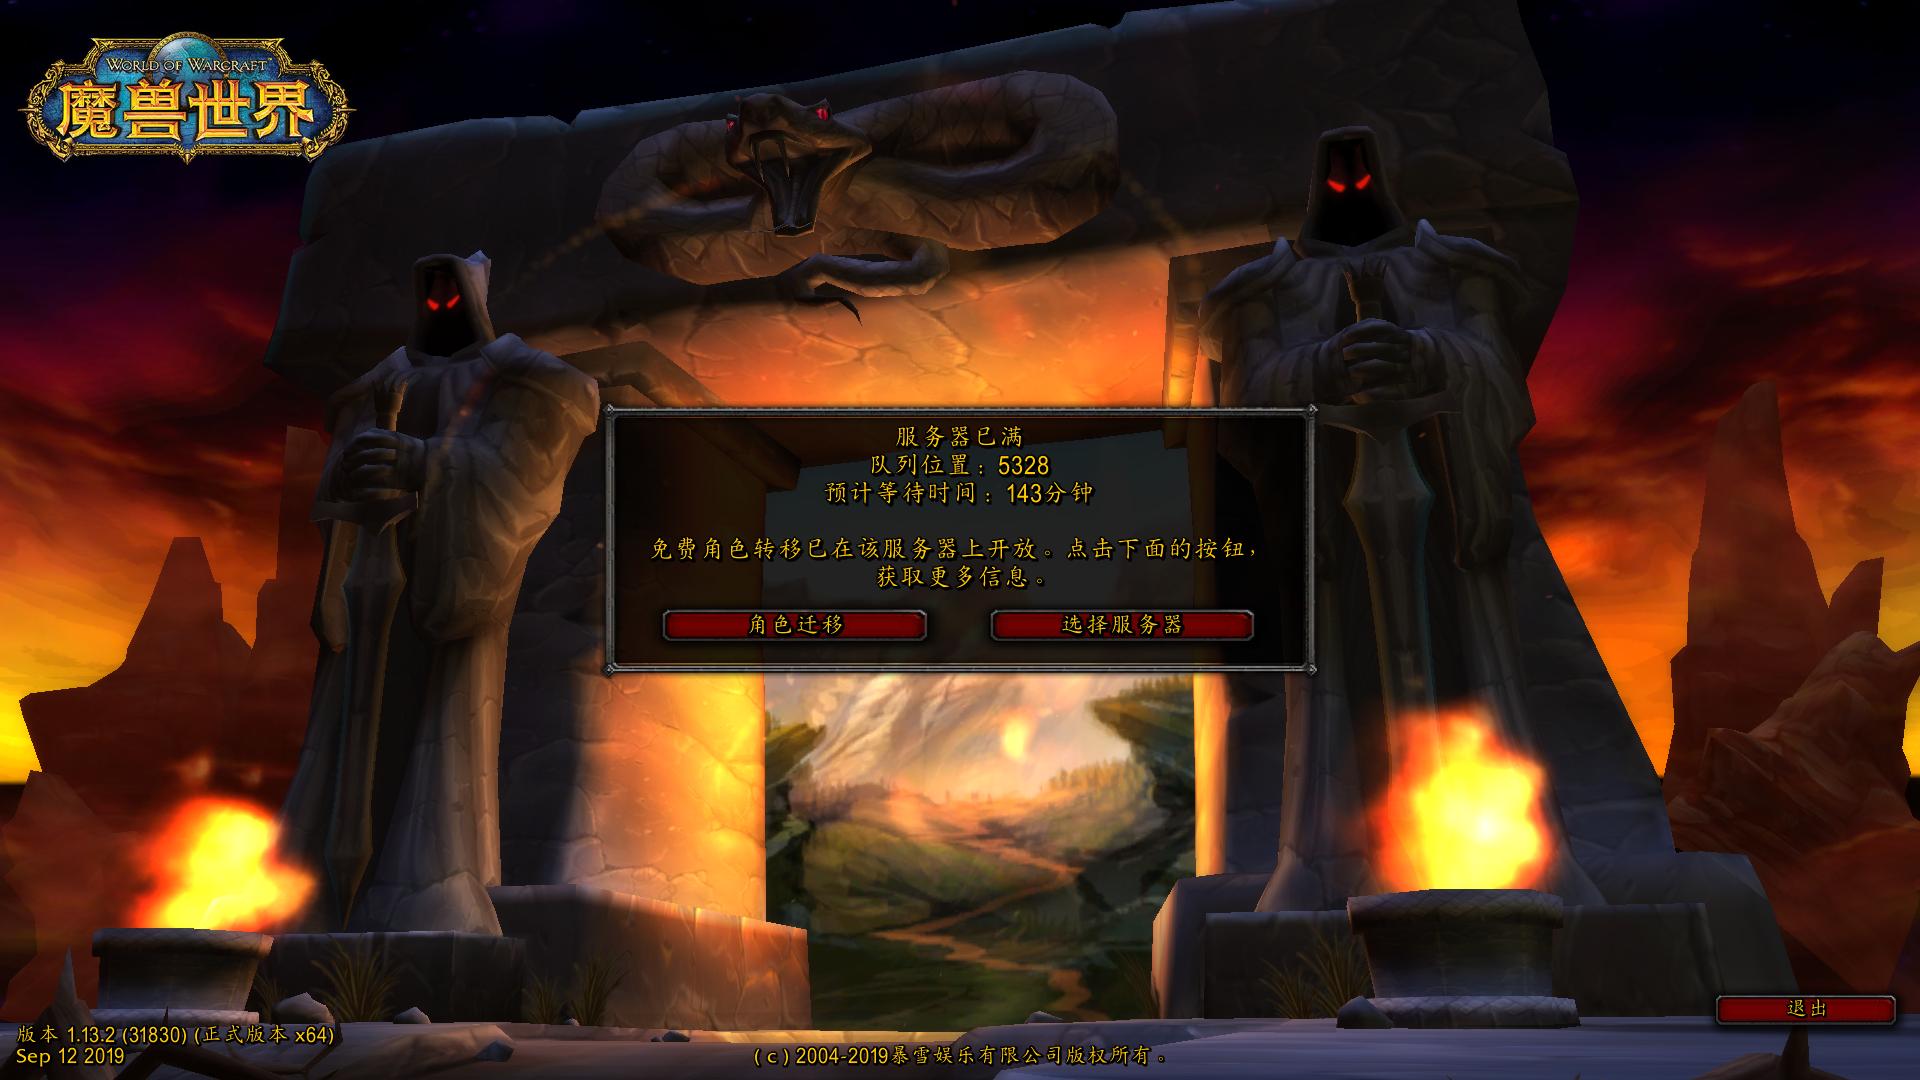 WORLD OF WARCRAFT
魔兽世界
服务器已满
队列位置：5328
预计等待时间：143分钟
免费角色转移已在该服务器上开放。点击下面的按钮，
获取更多信息。
角色迁移
选择服务器
退出
版本 1.13.2 (31830) (正式版本 x64)
Sep 12 2019
(c) 2004-2019暴雪娱乐有限公司版权所有。